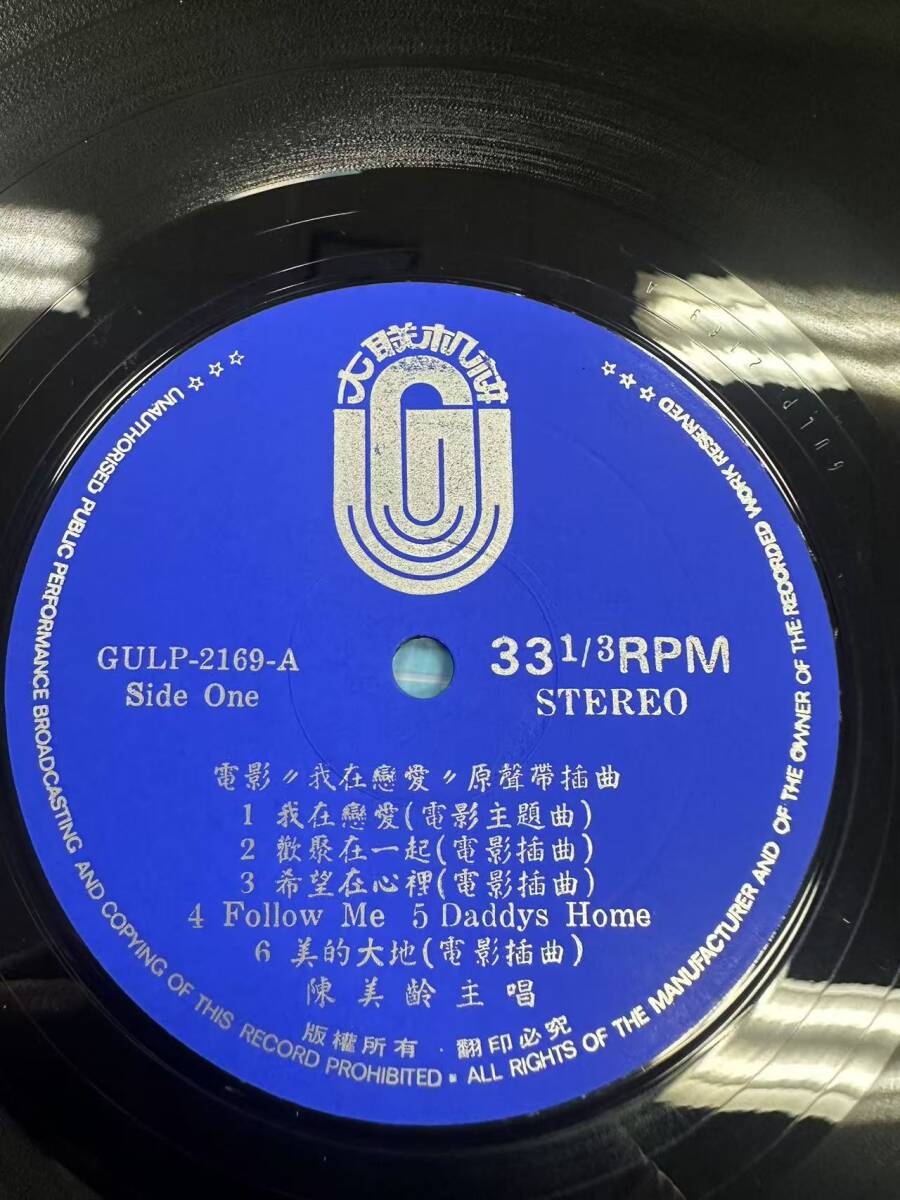 大联机构
GULP-2169-A
Side One
33 1/3 RPM
STEREO
電影〃我在戀愛〃原聲帶插曲
1 我在戀愛(電影主題曲)
2 歡聚在一起(電影插曲)
3 希望在心裡(電影插曲)
4 Follow Me 5 Daddys Home
6 美的大地(電影插曲)
陳美齡主唱
版權所有．翻印必究
☆☆☆ UNAUTHORISED PUBLIC PERFORMANCE BROADCASTING AND COPYING OF THIS RECORD PROHIBITED ▪ ALL RIGHTS OF THE MANUFACTURER AND OF THE OWNER OF THE RECORDED WORK RESERVED ☆☆☆